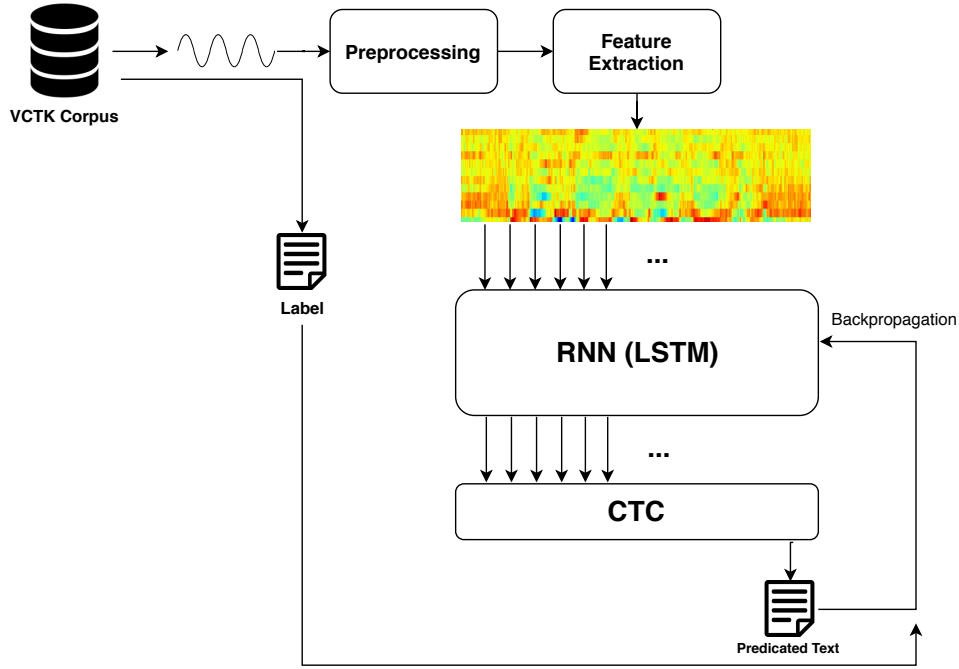 Preprocessing
Feature
Extraction
VCTK Corpus
...
Label
Backpropagation
RNN (LSTM)
...
CTC
Predicated Text